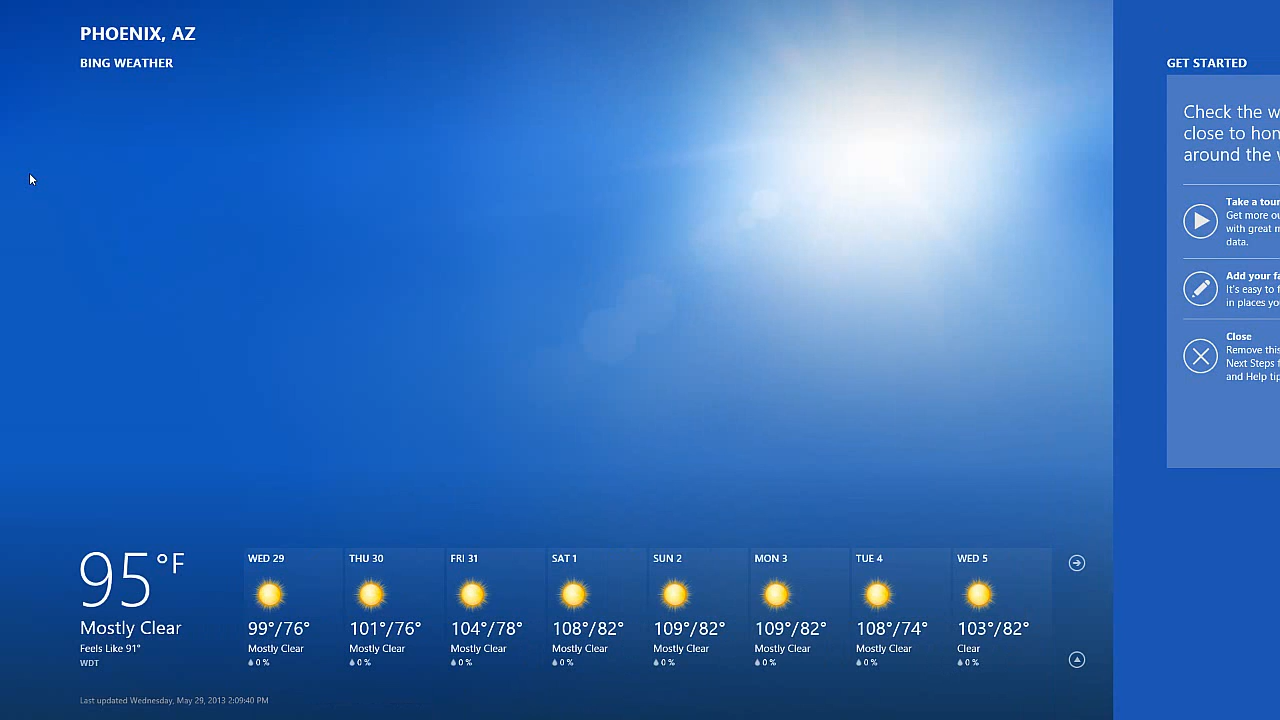 PHOENIX, AZ
BING WEATHER
95°F
Mostly Clear
Feels Like 91°
WDT
WED 29
99°/76°
Mostly Clear
0 %
THU 30
101°/76°
Mostly Clear
0 %
FRI 31
104°/78°
Mostly Clear
0 %
SAT 1
108°/82°
Mostly Clear
0 %
SUN 2
109°/82°
Mostly Clear
0 %
MON 3
109°/82°
Mostly Clear
0 %
TUE 4
108°/74°
Mostly Clear
0 %
WED 5
103°/82°
Clear
0 %
Last updated Wednesday, May 29, 2013 2:09:40 PM
GET STARTED
Check the w
close to hom
around the
Take a tour
Get more ou
with great m
data.
Add your fa
It's easy to f
in places yo
Close
Remove this
Next Steps f
and Help tip